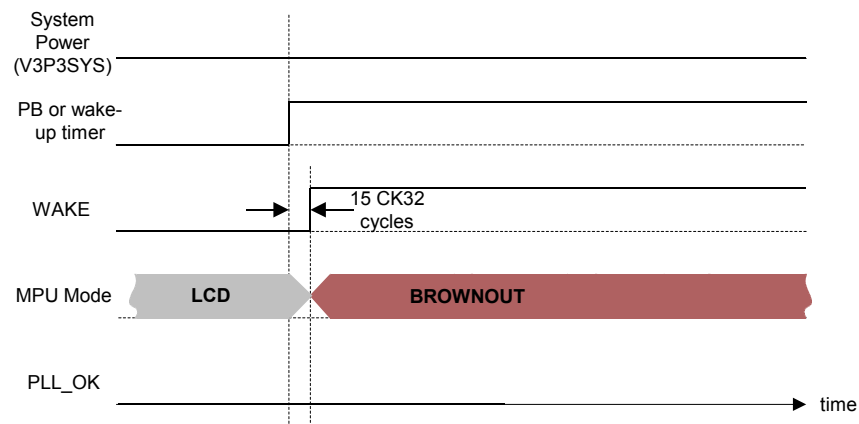 System
Power
(V3P3SYS)
PB or wake-
up timer
WAKE
15 CK32
cycles
MPU Mode
LCD
BROWNOUT
PLL_OK
time